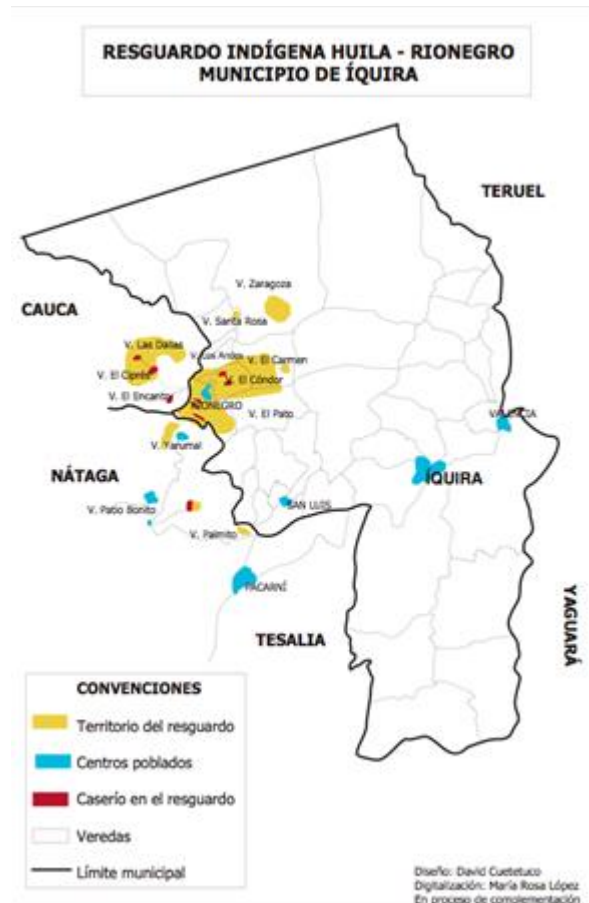 RESGUARDO INDÍGENA HUILA - RIONEGRO
MUNICIPIO DE ÍQUIRA
TERUEL
V. Zaragoza
CAUCA
V. Santa Rosa
V. Las Dalias
V. Los Andes
V. El Carmen
V. El Ciprés
V. El Cóndor
V. El Encanto
RIONEGRO
V. El Pato
VALENCIA
V. Yarumal
NÁTAGA
ÍQUIRA
V. Patio Bonito
SAN LUIS
V. Palmito
PACARNÍ
YAGUARÁ
TESALIA
CONVENCIONES
Territorio del resguardo
Centros poblados
Caserío en el resguardo
Veredas
Límite municipal
Diseño: David Cuetetuco
Digitalización: María Rosa López
En proceso de complementación